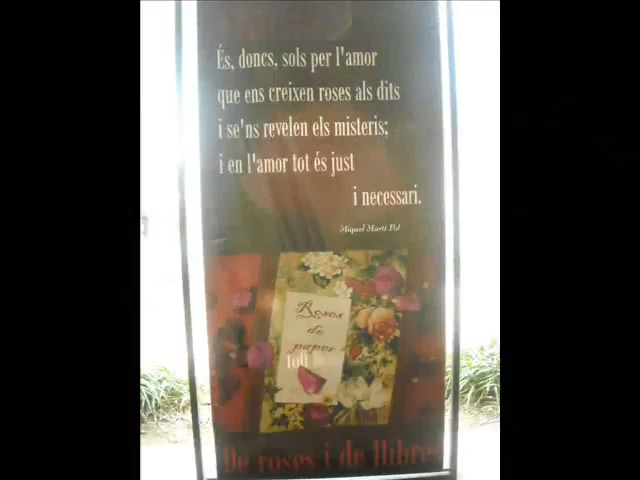 És, doncs, sols per l'amor
que ens creixen roses als dits
i se'ns revelen els misteris;
i en l'amor tot és just
i necessari.
Miquel Martí Pol
Roses
de
paper
De roses i de llibre